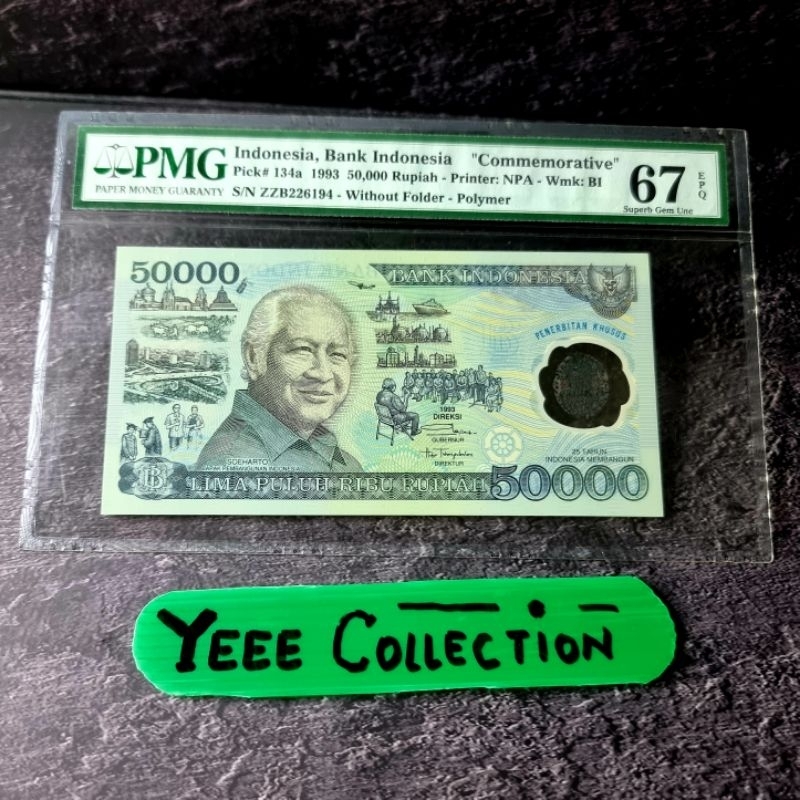 PMG
PAPER MONEY GUARANTY
Indonesia, Bank Indonesia "Commemorative"
Pick# 134a 1993 50,000 Rupiah - Printer: NPA - Wmk: BI
S/N ZZB226194 - Without Folder - Polymer
67
EPQ
Superb Gem Unc
50000
BANK INDONESIA
PENERBITAN KHUSUS
1993
DIREKSI
GUBERNUR
DIREKTUR
SOEHARTO
BAPAK PEMBANGUNAN INDONESIA
25 TAHUN
INDONESIA MEMBANGUN
LIMA PULUH RIBU RUPIAH
50000
YEEE COLLECTION